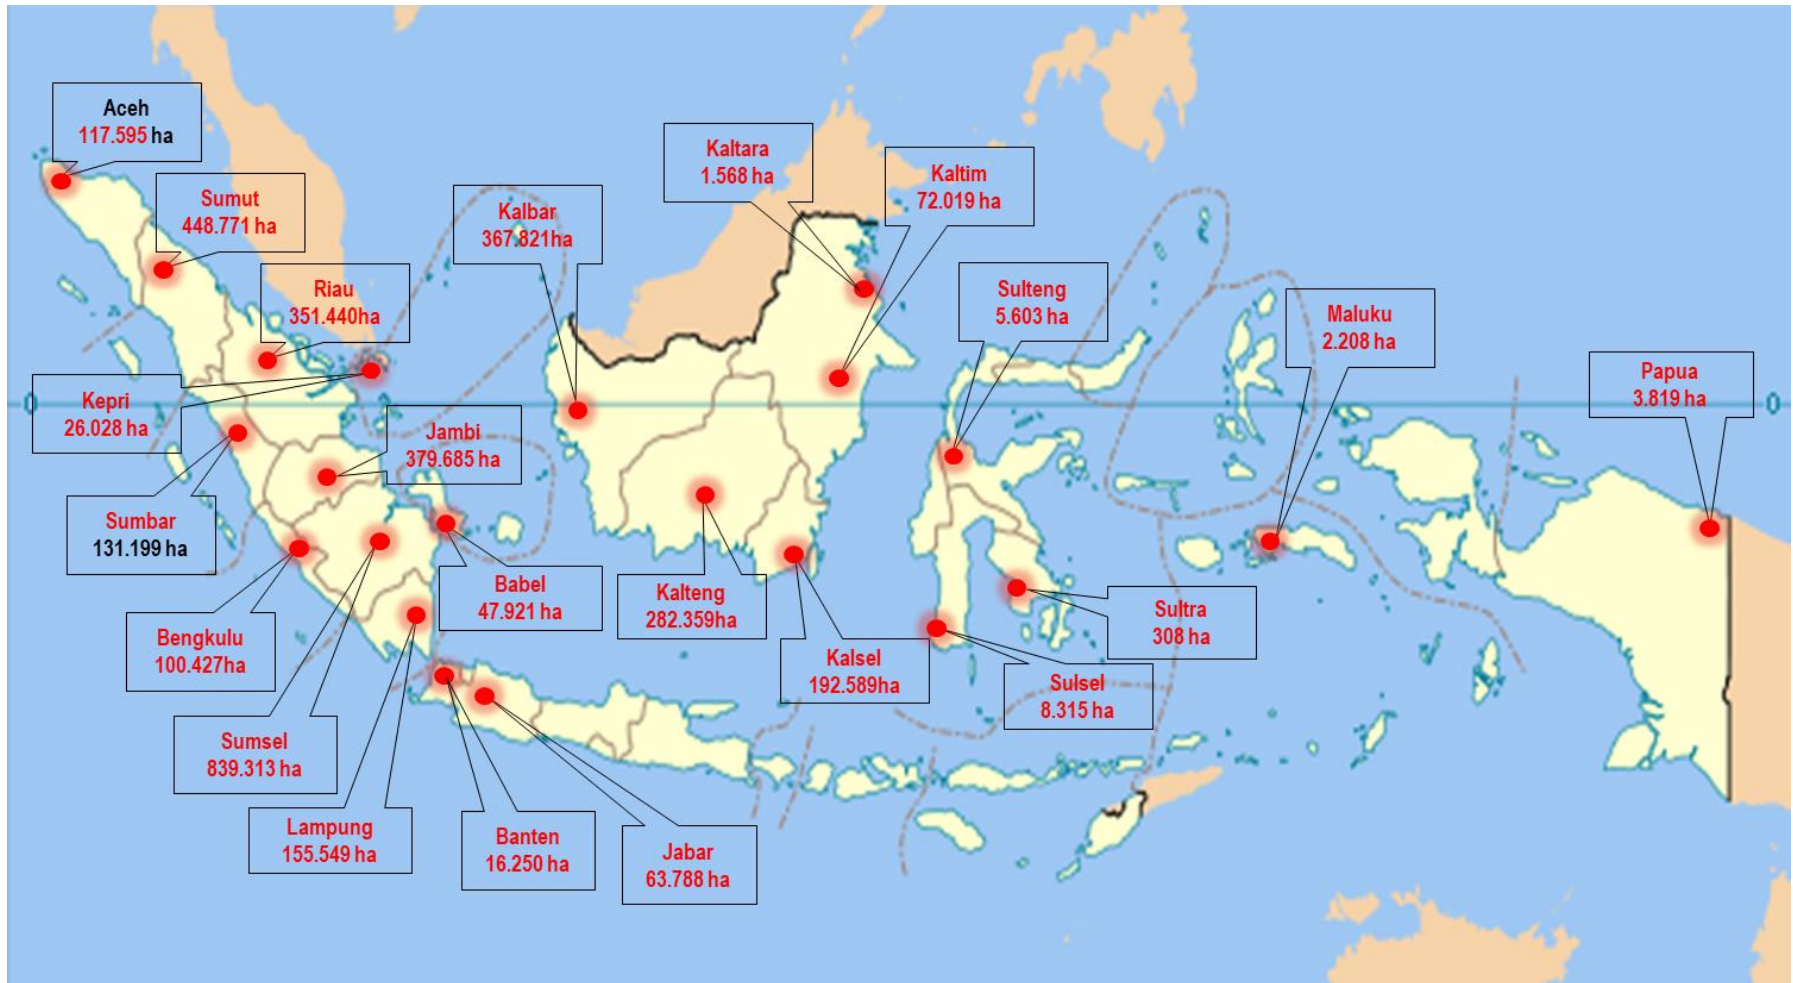 Aceh
117.595 ha
Sumut
448.771 ha
Riau
351.440ha
Kalbar
367.821ha
Kaltara
1.568 ha
Kaltim
72.019 ha
Sulteng
5.603 ha
Maluku
2.208 ha
Papua
3.819 ha
0
0
Kepri
26.028 ha
Jambi
379.685 ha
Sumbar
131.199 ha
Babel
47.921 ha
Kalteng
282.359ha
Sultra
308 ha
Bengkulu
100.427ha
Kalsel
192.589ha
Sulsel
8.315 ha
Sumsel
839.313 ha
Lampung
155.549 ha
Banten
16.250 ha
Jabar
63.788 ha